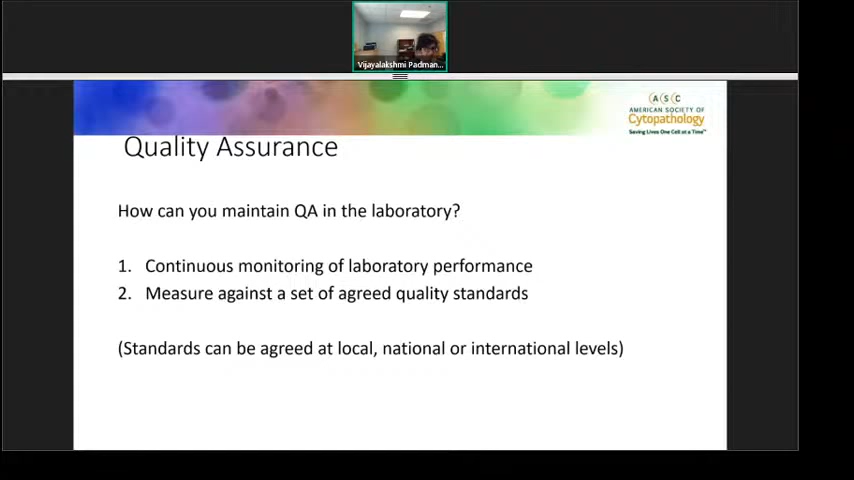 Vijayalakshmi Padman...
ASC
AMERICAN SOCIETY OF
Cytopathology
Saving Lives One Cell at a Time™
Quality Assurance
How can you maintain QA in the laboratory?
1. Continuous monitoring of laboratory performance
2. Measure against a set of agreed quality standards
(Standards can be agreed at local, national or international levels)